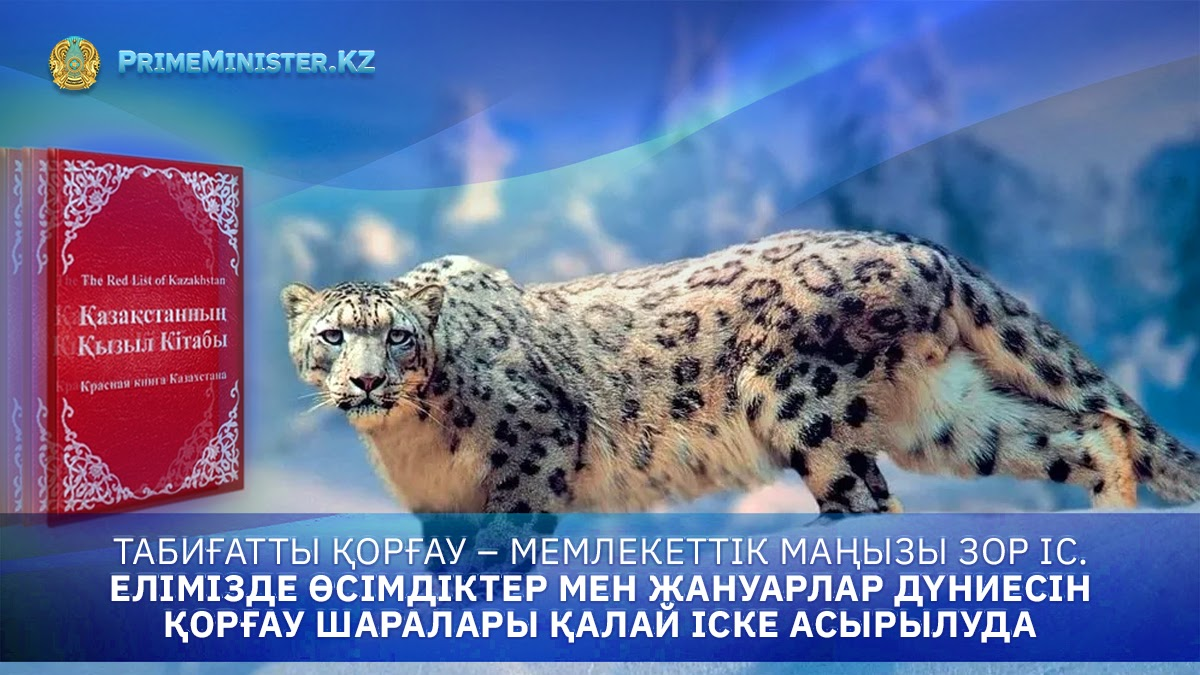 PrimeMinister.KZ
The Red List of Kazakhstan
Қазақстанның
Қызыл Кітабы
Красная книга Казахстана
ТАБИҒАТТЫ ҚОРҒАУ – МЕМЛЕКЕТТІК МАҢЫЗЫ ЗОР ІС.
ЕЛІМІЗДЕ ӨСІМДІКТЕР МЕН ЖАНУАРЛАР ДҮНИЕСІН
ҚОРҒАУ ШАРАЛАРЫ ҚАЛАЙ ІСКЕ АСЫРЫЛУДА